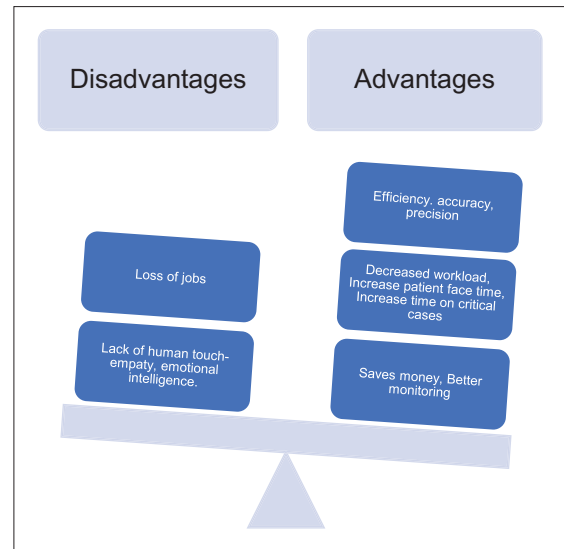 Disadvantages
Advantages
Efficiency. accuracy,
precision
Loss of jobs
Decreased workload,
Increase patient face time,
Increase time on critical
cases
Lack of human touch-
empaty, emotional
intelligence.
Saves money, Better
monitoring